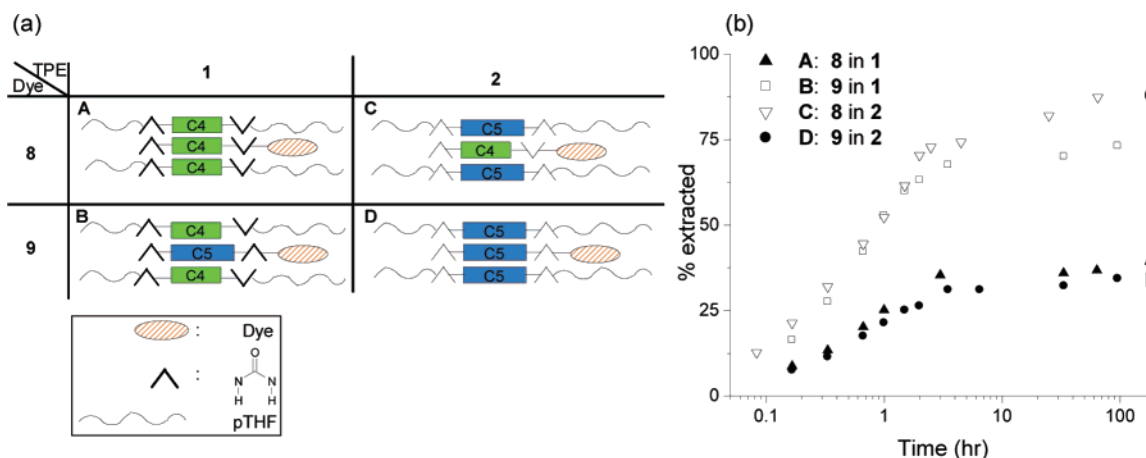 (a)
TPE
Dye
1
2
8
A
C4
C4
C4
C
C5
C4
C5
9
B
C4
C5
C4
D
C5
C5
C5
: Dye
: O
N N
H H
pTHF
(b)
% extracted
100
75
50
25
0
A: 8 in 1
B: 9 in 1
C: 8 in 2
D: 9 in 2
0.1 1 10 100
Time (hr)